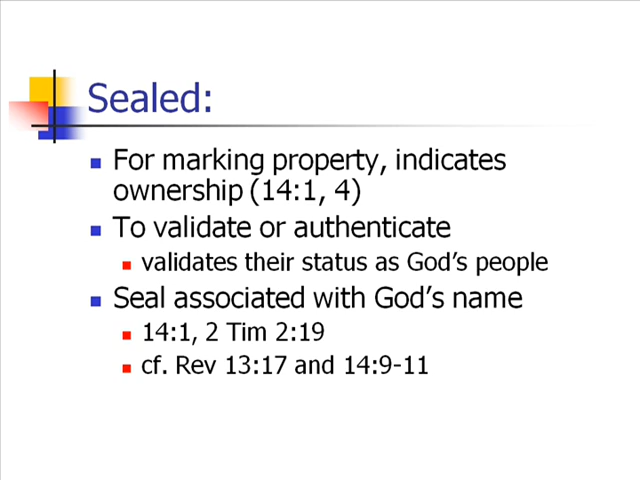 Sealed:
For marking property, indicates
ownership (14:1, 4)
To validate or authenticate
validates their status as God's people
Seal associated with God's name
14:1, 2 Tim 2:19
cf. Rev 13:17 and 14:9-11